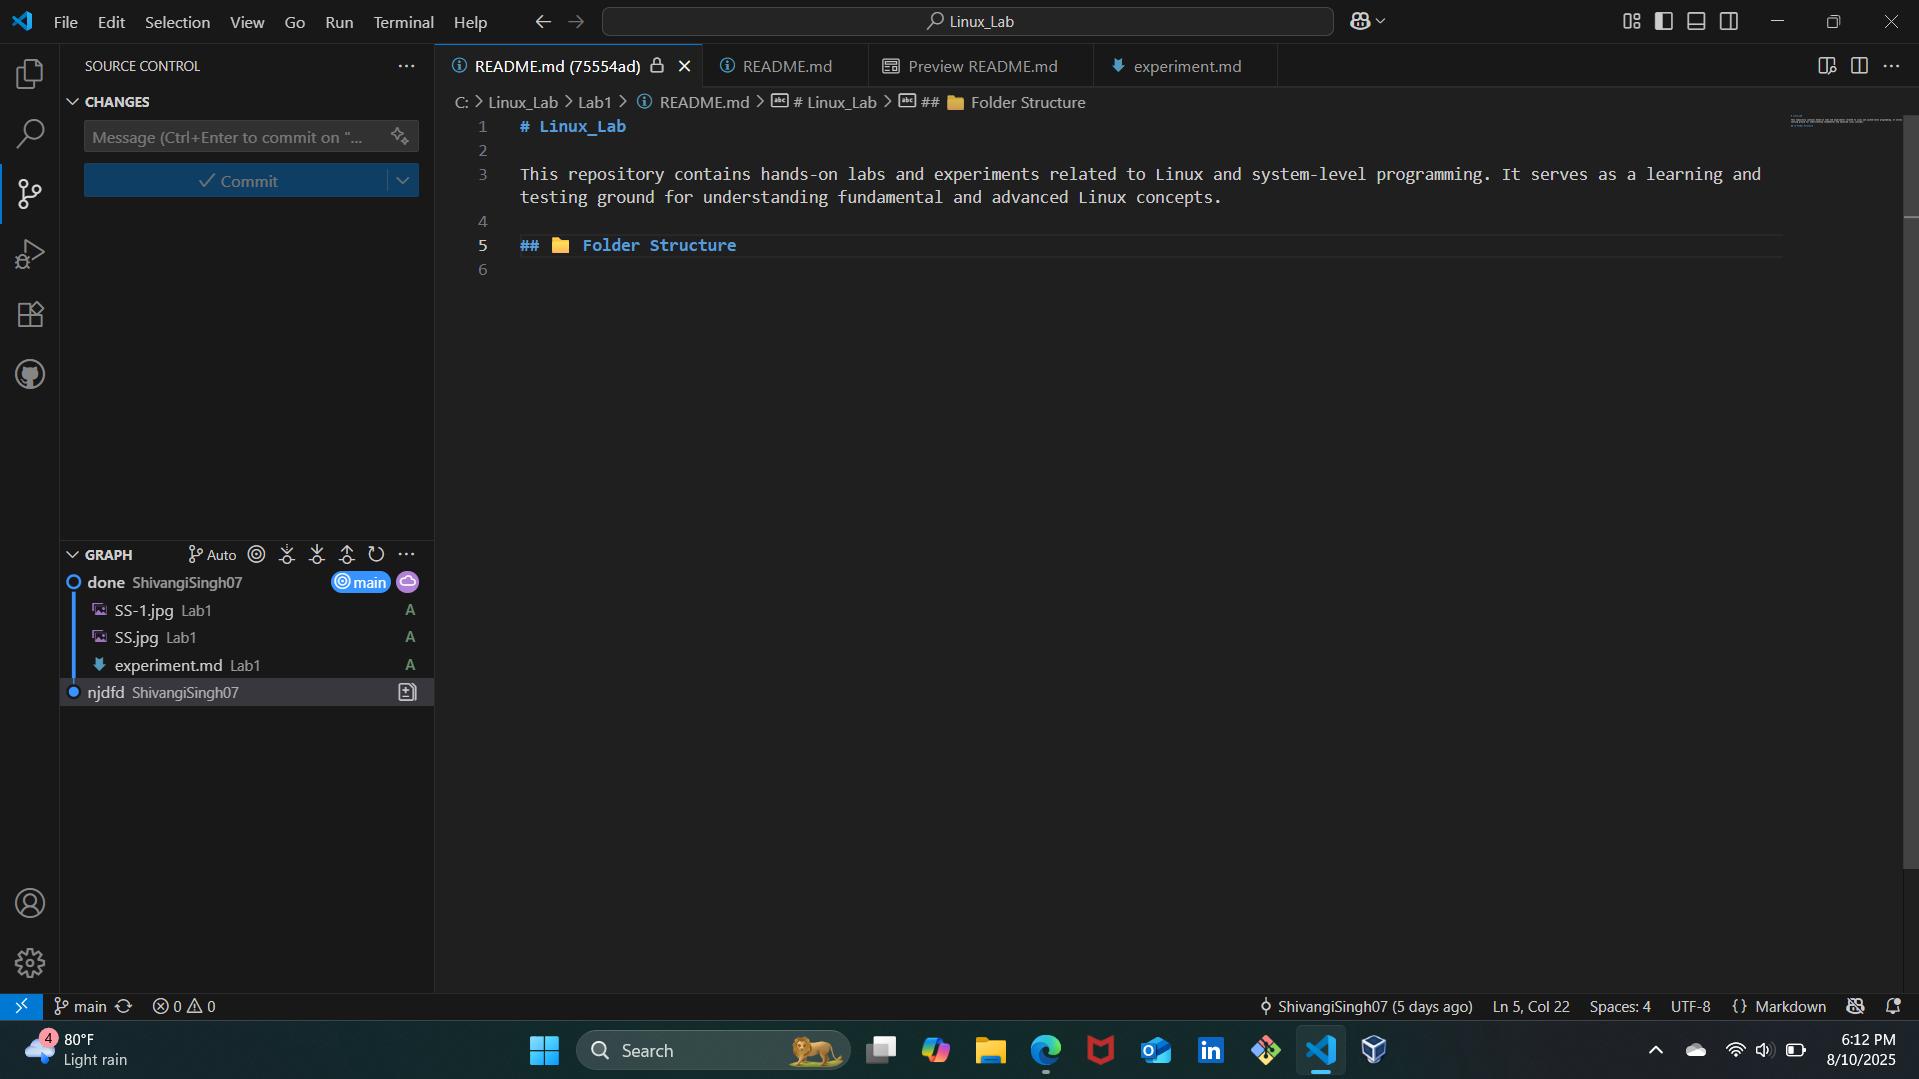 File Edit Selection View Go Run Terminal Help
Linux_Lab
SOURCE CONTROL
CHANGES
Message (Ctrl+Enter to commit on "...
Commit
README.md (75554ad)
README.md
Preview README.md
experiment.md
C: > Linux_Lab > Lab1 > README.md > # Linux_Lab > ## 📁 Folder Structure
1 # Linux_Lab
2
3 This repository contains hands-on labs and experiments related to Linux and system-level programming. It serves as a learning and
testing ground for understanding fundamental and advanced Linux concepts.
4
5 ## 📁 Folder Structure
6
GRAPH Auto
done ShivangiSingh07 main
SS-1.jpg Lab1 A
SS.jpg Lab1 A
experiment.md Lab1 A
njdfd ShivangiSingh07
main 0 0
ShivangiSingh07 (5 days ago) Ln 5, Col 22 Spaces: 4 UTF-8 {} Markdown
4
80°F
Light rain
Search
in
6:12 PM
8/10/2025